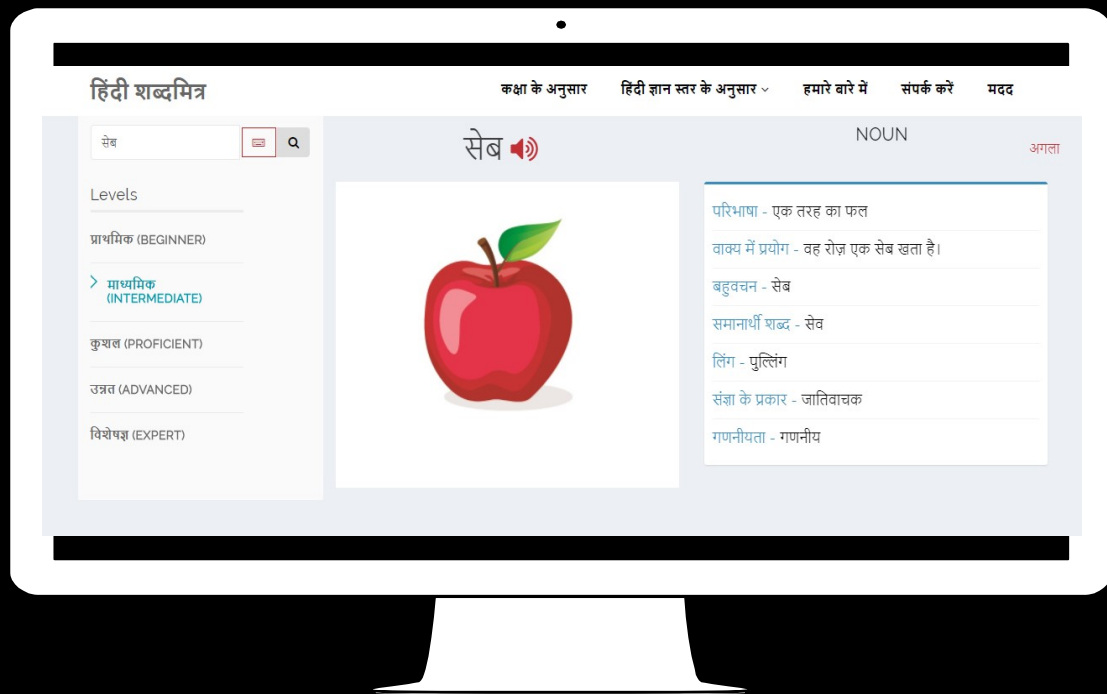 हिंदी शब्दमित्र
कक्षा के अनुसार हिंदी ज्ञान स्तर के अनुसार हमारे बारे में संपर्क करें मदद
सेब
Levels
प्राथमिक (BEGINNER)
माध्यमिक
(INTERMEDIATE)
कुशल (PROFICIENT)
उन्नत (ADVANCED)
विशेषज्ञ (EXPERT)
सेब
NOUN
अगला
परिभाषा - एक तरह का फल
वाक्य में प्रयोग - वह रोज़ एक सेब खता है।
बहुवचन - सेब
समानार्थी शब्द - सेव
लिंग - पुल्लिंग
संज्ञा के प्रकार - जातिवाचक
गणनीयता - गणनीय